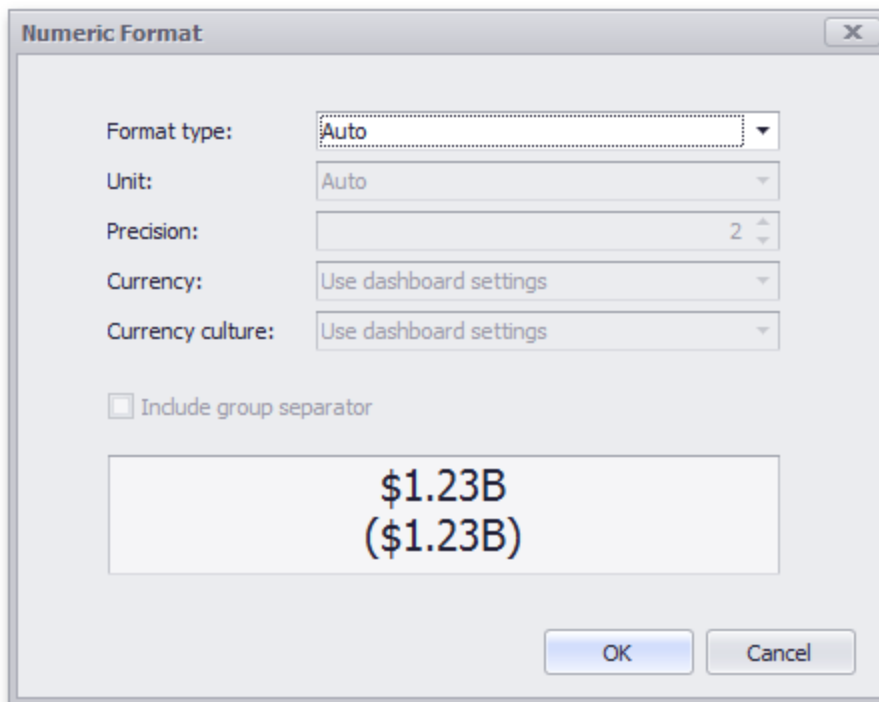 Numeric Format
Format type: Auto
Unit: Auto
Precision: 2
Currency: Use dashboard settings
Currency culture: Use dashboard settings
Include group separator
$1.23B
($1.23B)
OK Cancel